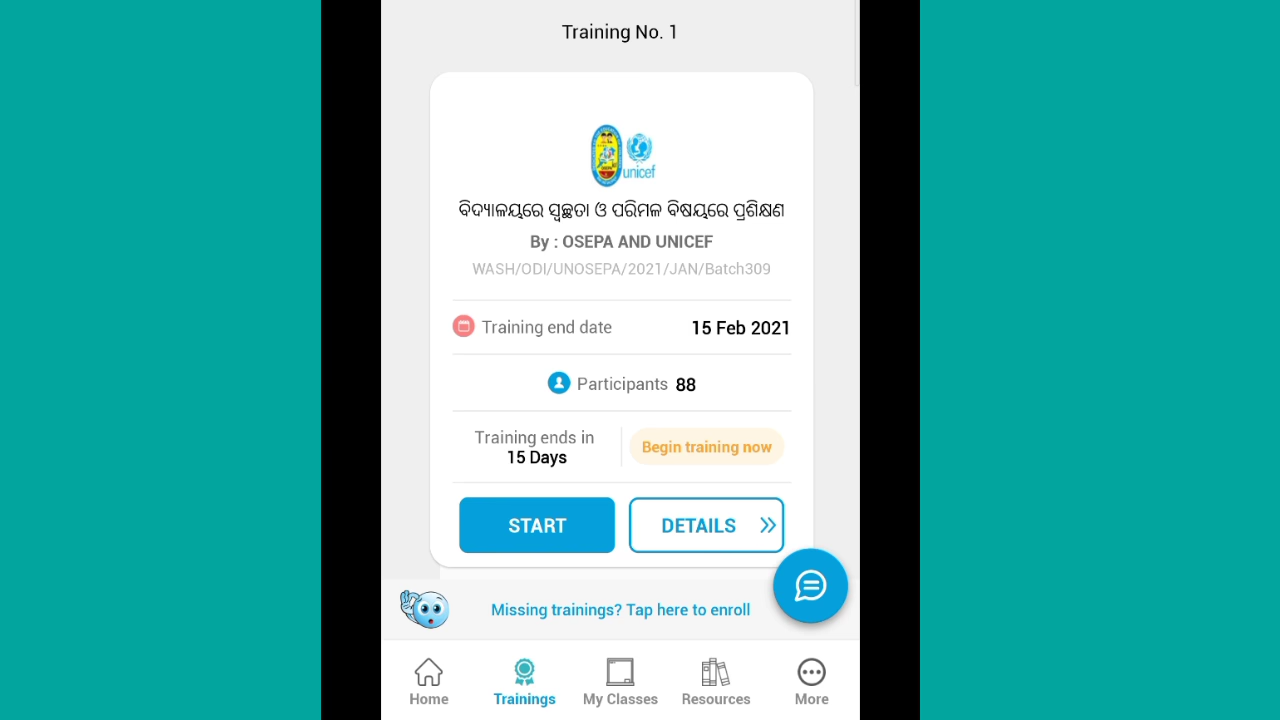 Training No. 1
unicef
ବିଦ୍ୟାଳୟରେ ସ୍ୱଚ୍ଛତା ଓ ପରିମଳ ବିଷୟରେ ପ୍ରଶିକ୍ଷଣ
By : OSEPA AND UNICEF
WASH/ODI/UNOSEPA/2021/JAN/Batch309
Training end date 15 Feb 2021
Participants 88
Training ends in
15 Days
Begin training now
START DETAILS
Missing trainings? Tap here to enroll
Home Trainings My Classes Resources More